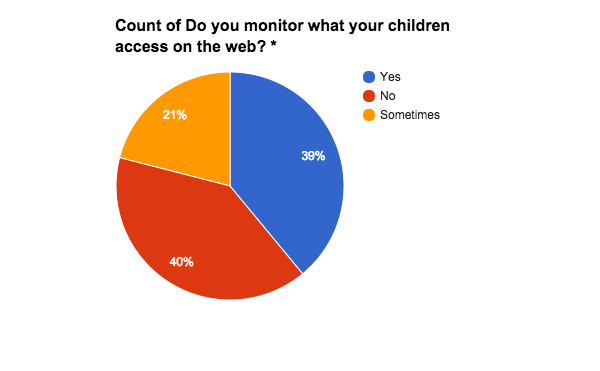 Count of Do you monitor what your children
access on the web? *
Yes
No
Sometimes
21%
39%
40%